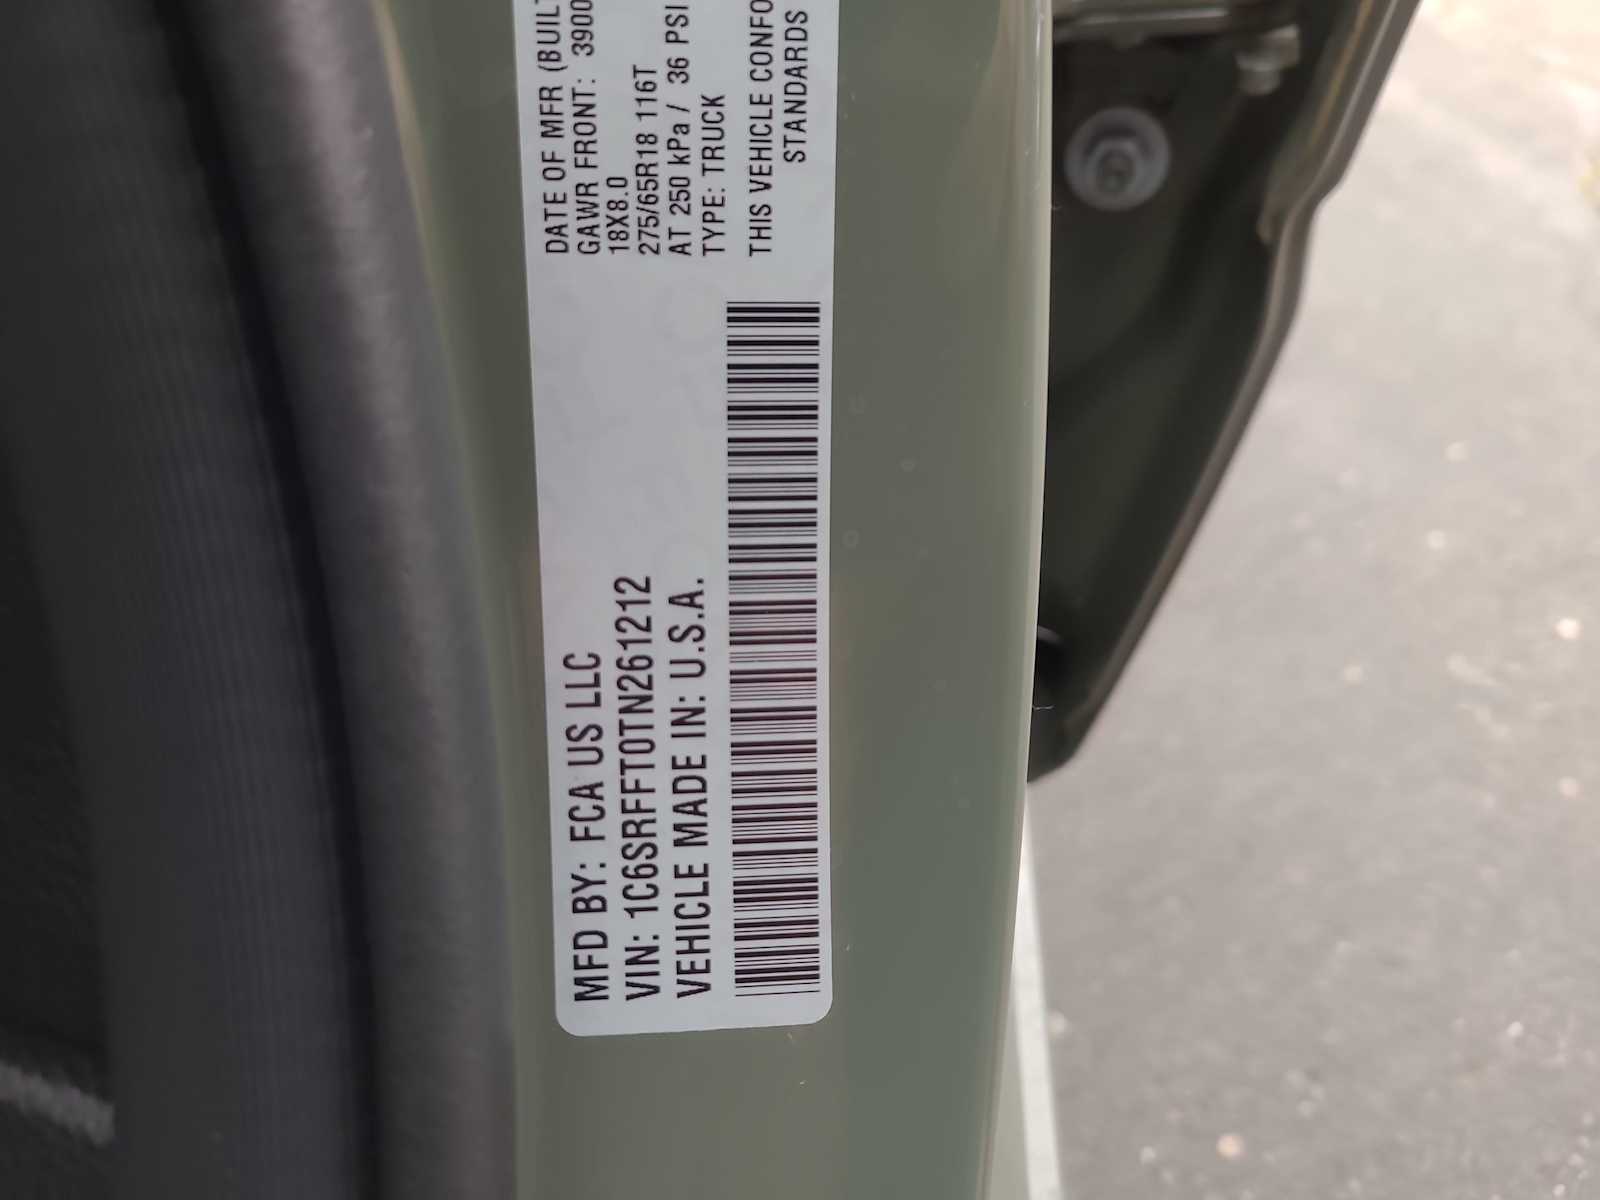 MFD BY: FCA US LLC
VIN: 1C6SRFFT0TN261212
VEHICLE MADE IN: U.S.A.
DATE OF MFR (BUILT
GAWR FRONT: 3900
18X8.0
275/65R18 116T
AT 250 kPa / 36 PSI
TYPE: TRUCK
THIS VEHICLE CONFO
STANDARDS